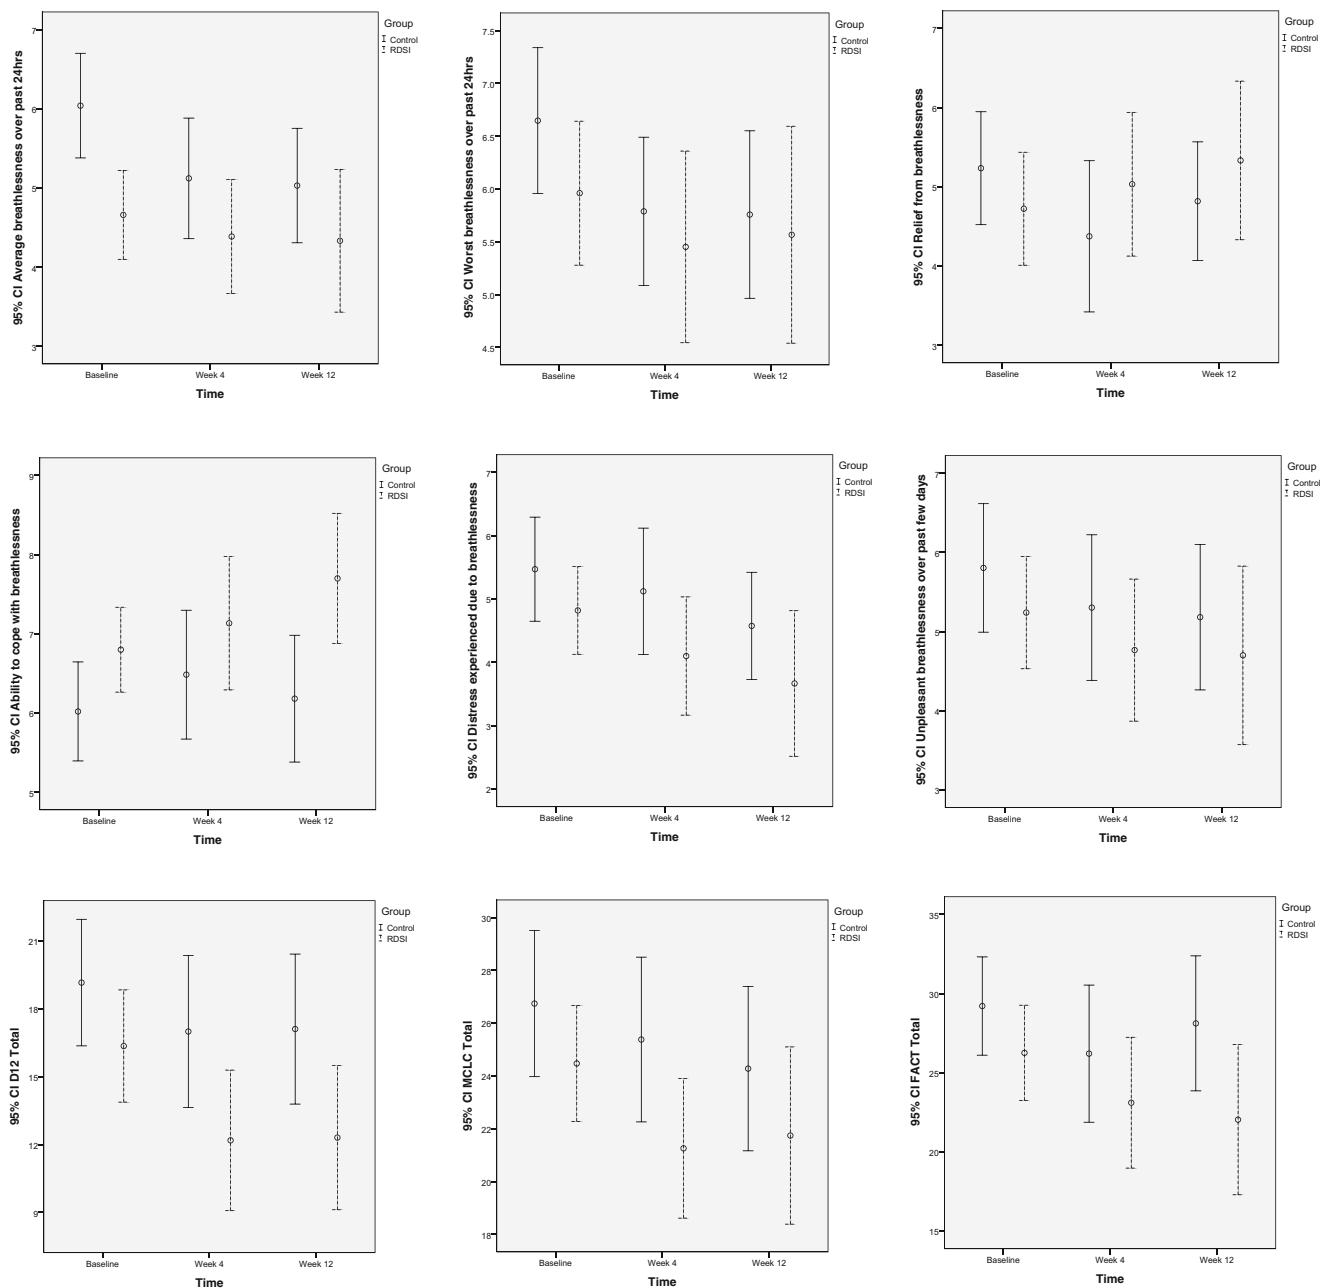 95% CI Average breathlessness over past 24hrs
7
6
5
4
3
Baseline
Week 4
Week 12
Time
Group
Control
RDSI
95% CI Worst breathlessness over past 24hrs
7.5
7.0
6.5
6.0
5.5
5.0
4.5
Baseline
Week 4
Week 12
Time
Group
Control
RDSI
95% CI Relief from breathlessness
7
6
5
4
3
Baseline
Week 4
Week 12
Time
Group
Control
RDSI
95% CI Ability to cope with breathlessness
9
8
7
6
5
Baseline
Week 4
Week 12
Time
Group
Control
RDSI
95% CI Distress experienced due to breathlessness
7
6
5
4
3
2
Baseline
Week 4
Week 12
Time
Group
Control
RDSI
95% CI Unpleasant breathlessness over past few days
7
6
5
4
3
Baseline
Week 4
Week 12
Time
Group
Control
RDSI
95% CI D12 Total
21
18
15
12
9
Baseline
Week 4
Week 12
Time
Group
Control
RDSI
95% CI MCLC Total
30
28
26
24
22
20
18
Baseline
Week 4
Week 12
Time
Group
Control
RDSI
95% CI FACT Total
35
30
25
20
15
Baseline
Week 4
Week 12
Time
Group
Control
RDSI